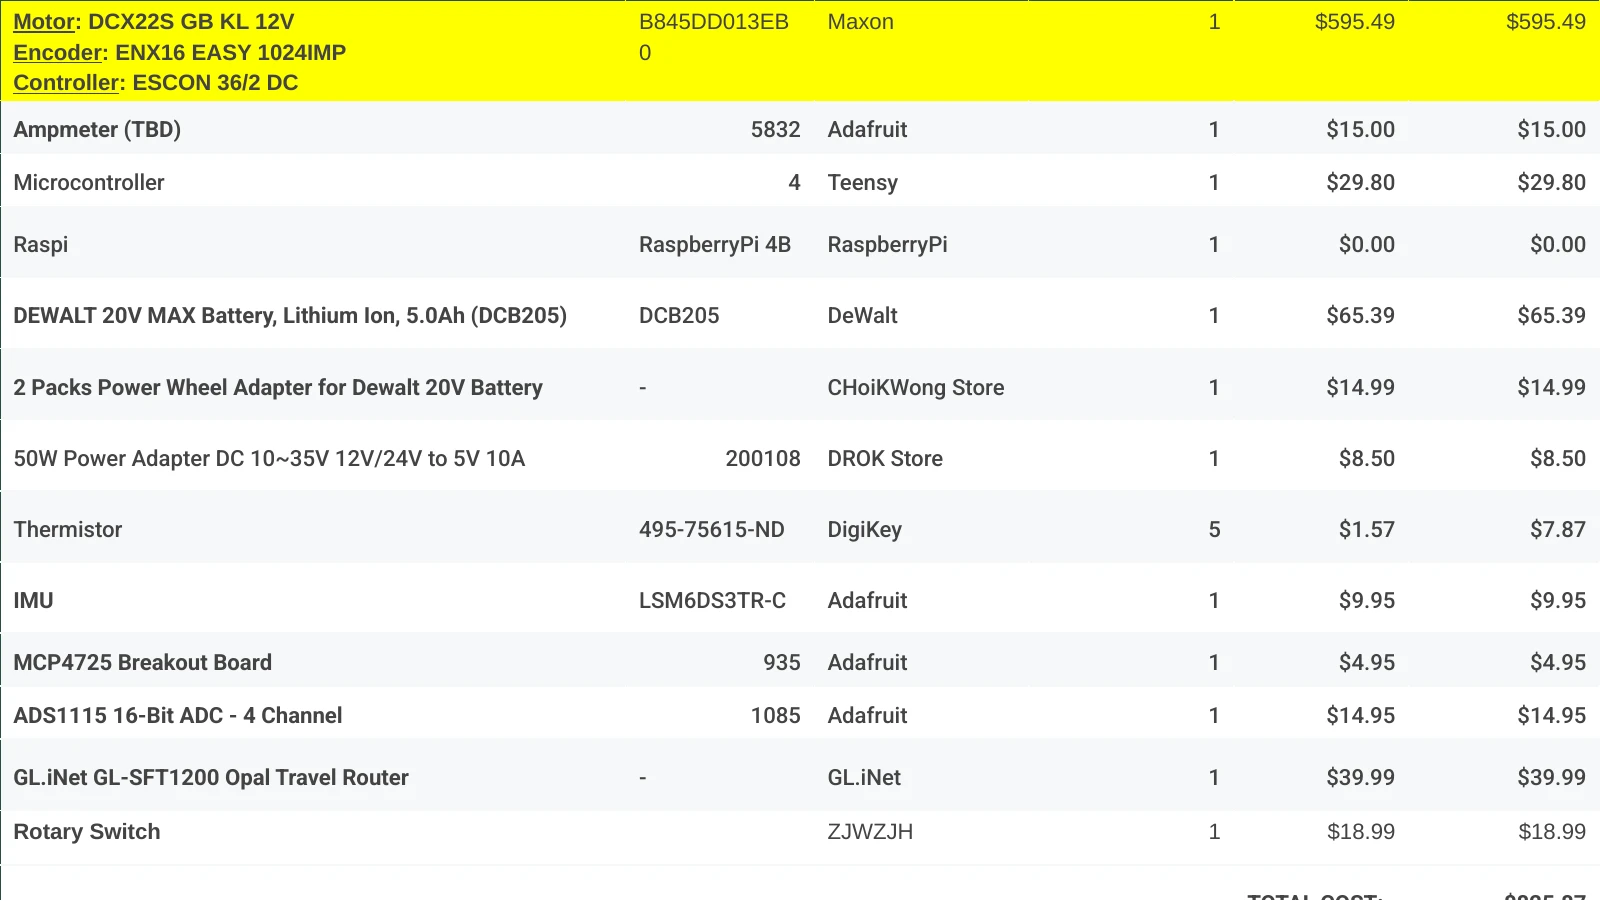 Motor: DCX22S GB KL 12V B845DD013EB Maxon 1 $595.49 $595.49
Encoder: ENX16 EASY 1024IMP 0
Controller: ESCON 36/2 DC
Ampmeter (TBD) 5832 Adafruit 1 $15.00 $15.00
Microcontroller 4 Teensy 1 $29.80 $29.80
Raspi RaspberryPi 4B RaspberryPi 1 $0.00 $0.00
DEWALT 20V MAX Battery, Lithium Ion, 5.0Ah (DCB205) DCB205 DeWalt 1 $65.39 $65.39
2 Packs Power Wheel Adapter for Dewalt 20V Battery - CHoiKWong Store 1 $14.99 $14.99
50W Power Adapter DC 10~35V 12V/24V to 5V 10A 200108 DROK Store 1 $8.50 $8.50
Thermistor 495-75615-ND DigiKey 5 $1.57 $7.87
IMU LSM6DS3TR-C Adafruit 1 $9.95 $9.95
MCP4725 Breakout Board 935 Adafruit 1 $4.95 $4.95
ADS1115 16-Bit ADC - 4 Channel 1085 Adafruit 1 $14.95 $14.95
GL.iNet GL-SFT1200 Opal Travel Router - GL.iNet 1 $39.99 $39.99
Rotary Switch ZJWZJH 1 $18.99 $18.99
TOTAL COST: